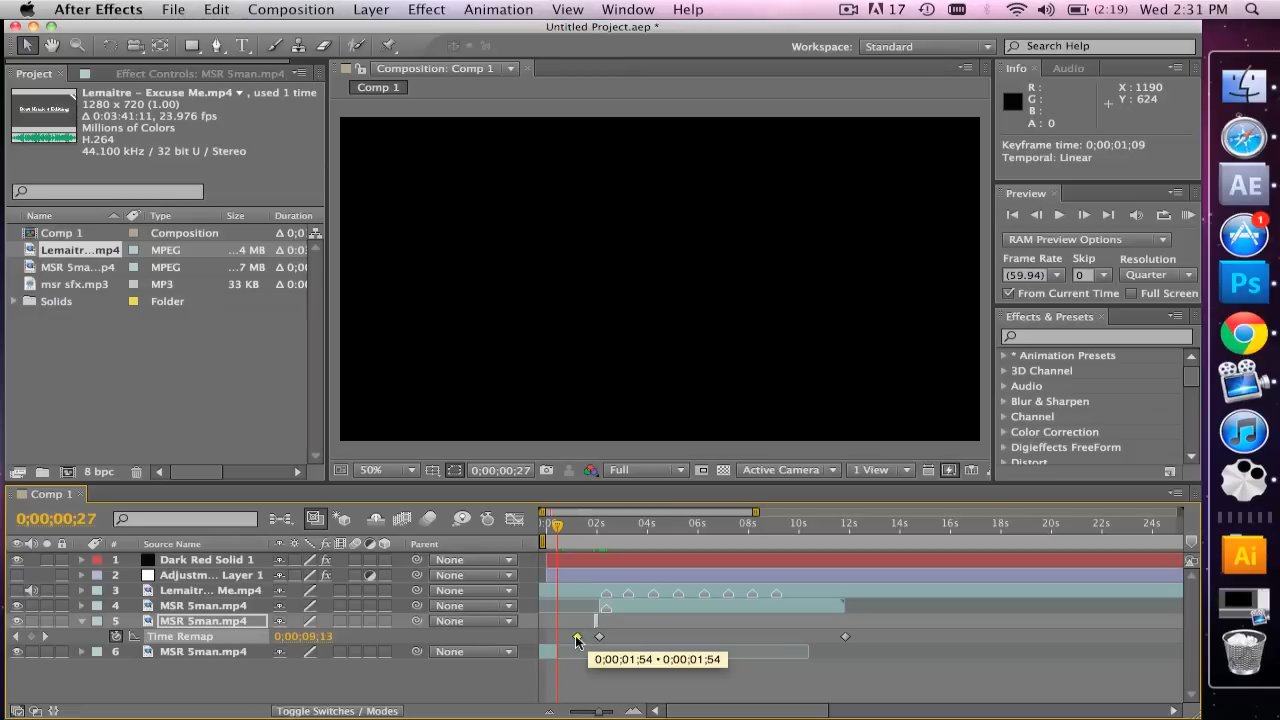 After Effects File Edit Composition Layer Effect Animation View Window Help 17 (2:19) Wed 2:31 PM
Untitled Project.aep *
Workspace: Standard Search Help
Project Effect Controls: MSR 5man.mp4
Composition: Comp 1
Info Audio
Comp 1
Lemaitre – Excuse Me.mp4 , used 1 time
1280 x 720 (1.00)
Δ 0:03:41:11, 23.976 fps
Millions of Colors
H.264
44.100 kHz / 32 bit U / Stereo
R:
G:
B:
A: 0
X: 1190
Y: 624
Keyframe time: 0;00;01;09
Temporal: Linear
Preview
RAM Preview Options
Frame Rate Skip Resolution
(59.94) 0 Quarter
From Current Time Full Screen
Name Type Size Duration
Comp 1 Composition Δ 0;0
Lemaitr...mp4 MPEG ...4 MB Δ 0:0
MSR 5ma...p4 MPEG ...7 MB Δ 0;0
msr sfx.mp3 MP3 33 KB Δ 0:0
Solids Folder
Effects & Presets
* Animation Presets
3D Channel
Audio
Blur & Sharpen
Channel
Color Correction
Digieffects FreeForm
Distort
8 bpc
50% 0;00;00;27 Full Active Camera 1 View
Comp 1
0;00;00;27
02s 04s 06s 08s 10s 12s 14s 16s 18s 20s 22s 24s
# Source Name Parent
1 Dark Red Solid 1 None
2 Adjustm... Layer 1 None
3 Lemaitr... Me.mp4 None
4 MSR 5man.mp4 None
5 MSR 5man.mp4 None
Time Remap 0;00;09;13
6 MSR 5man.mp4 None
0;00;01;54 • 0;00;01;54
Toggle Switches / Modes
AE
1
Ps
Ai